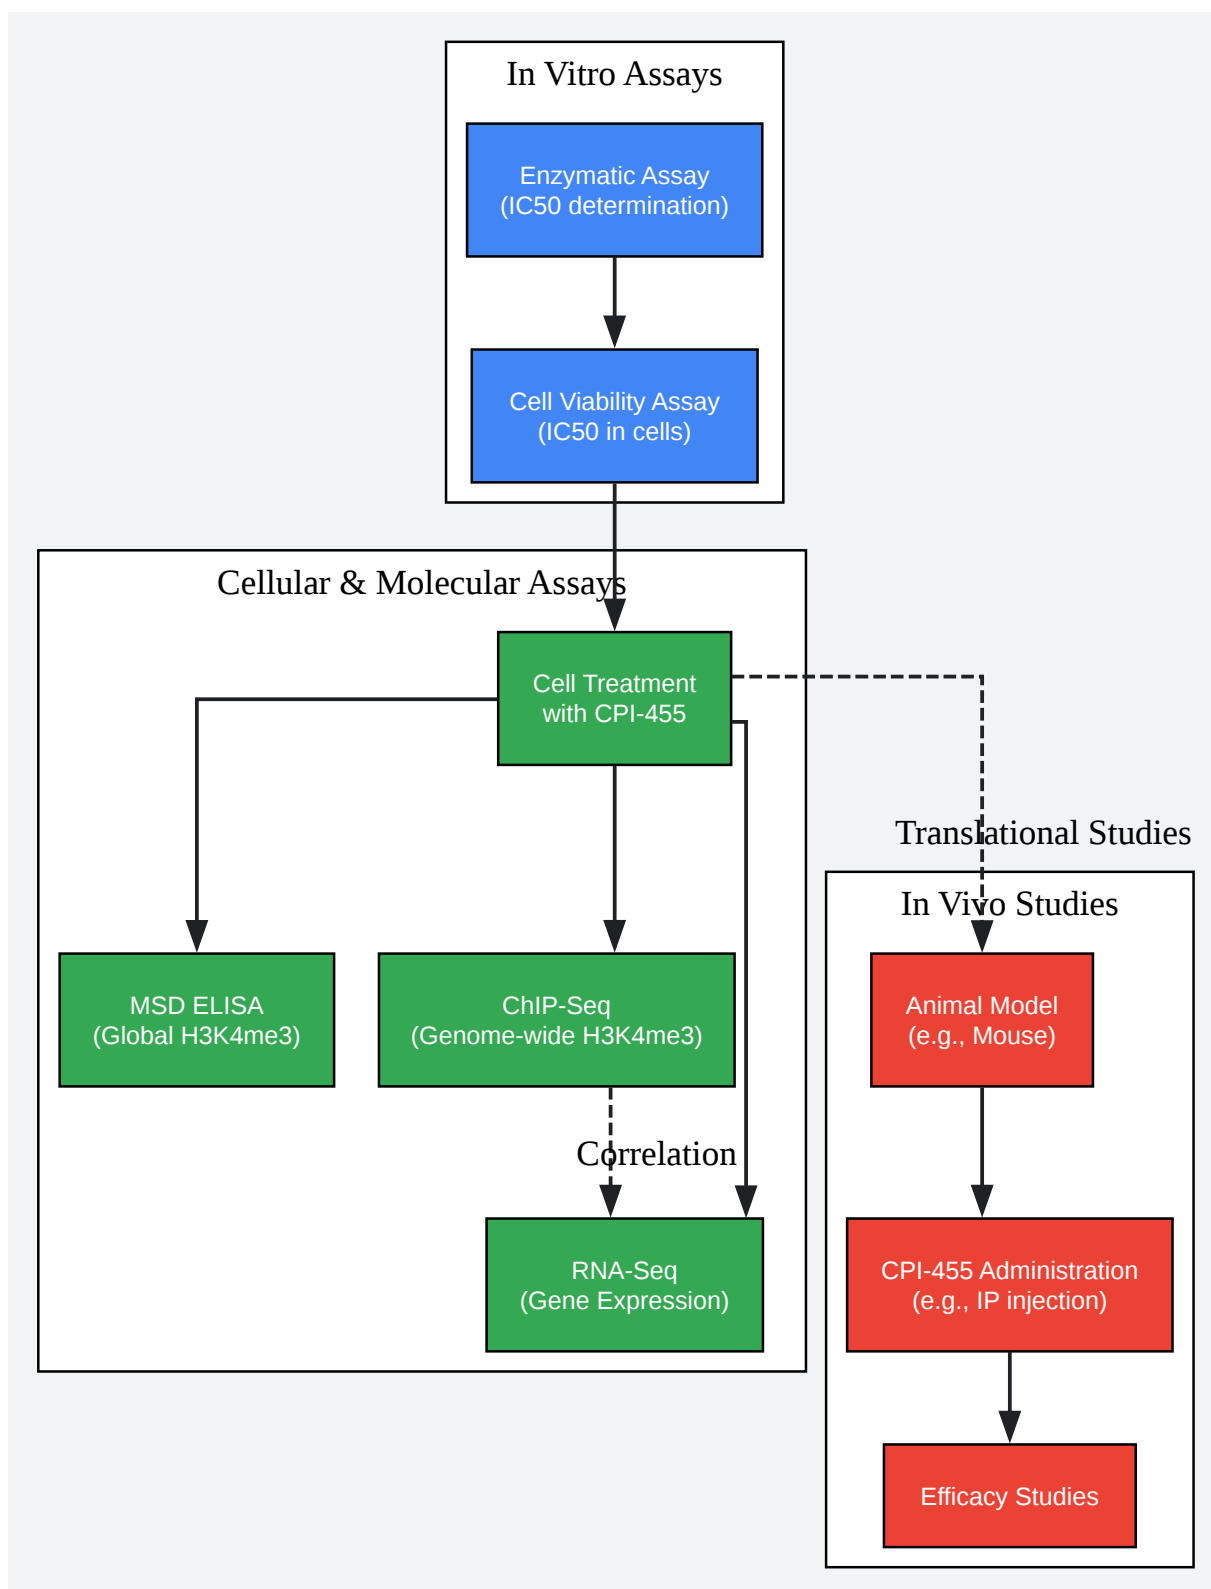 In Vitro Assays
Enzymatic Assay
(IC50 determination)
Cell Viability Assay
(IC50 in cells)
Cellular & Molecular Assays
Cell Treatment
with CPI-455
Translational Studies
In Vivo Studies
MSD ELISA
(Global H3K4me3)
ChIP-Seq
(Genome-wide H3K4me3)
Animal Model
(e.g., Mouse)
Correlation
RNA-Seq
(Gene Expression)
CPI-455 Administration
(e.g., IP injection)
Efficacy Studies